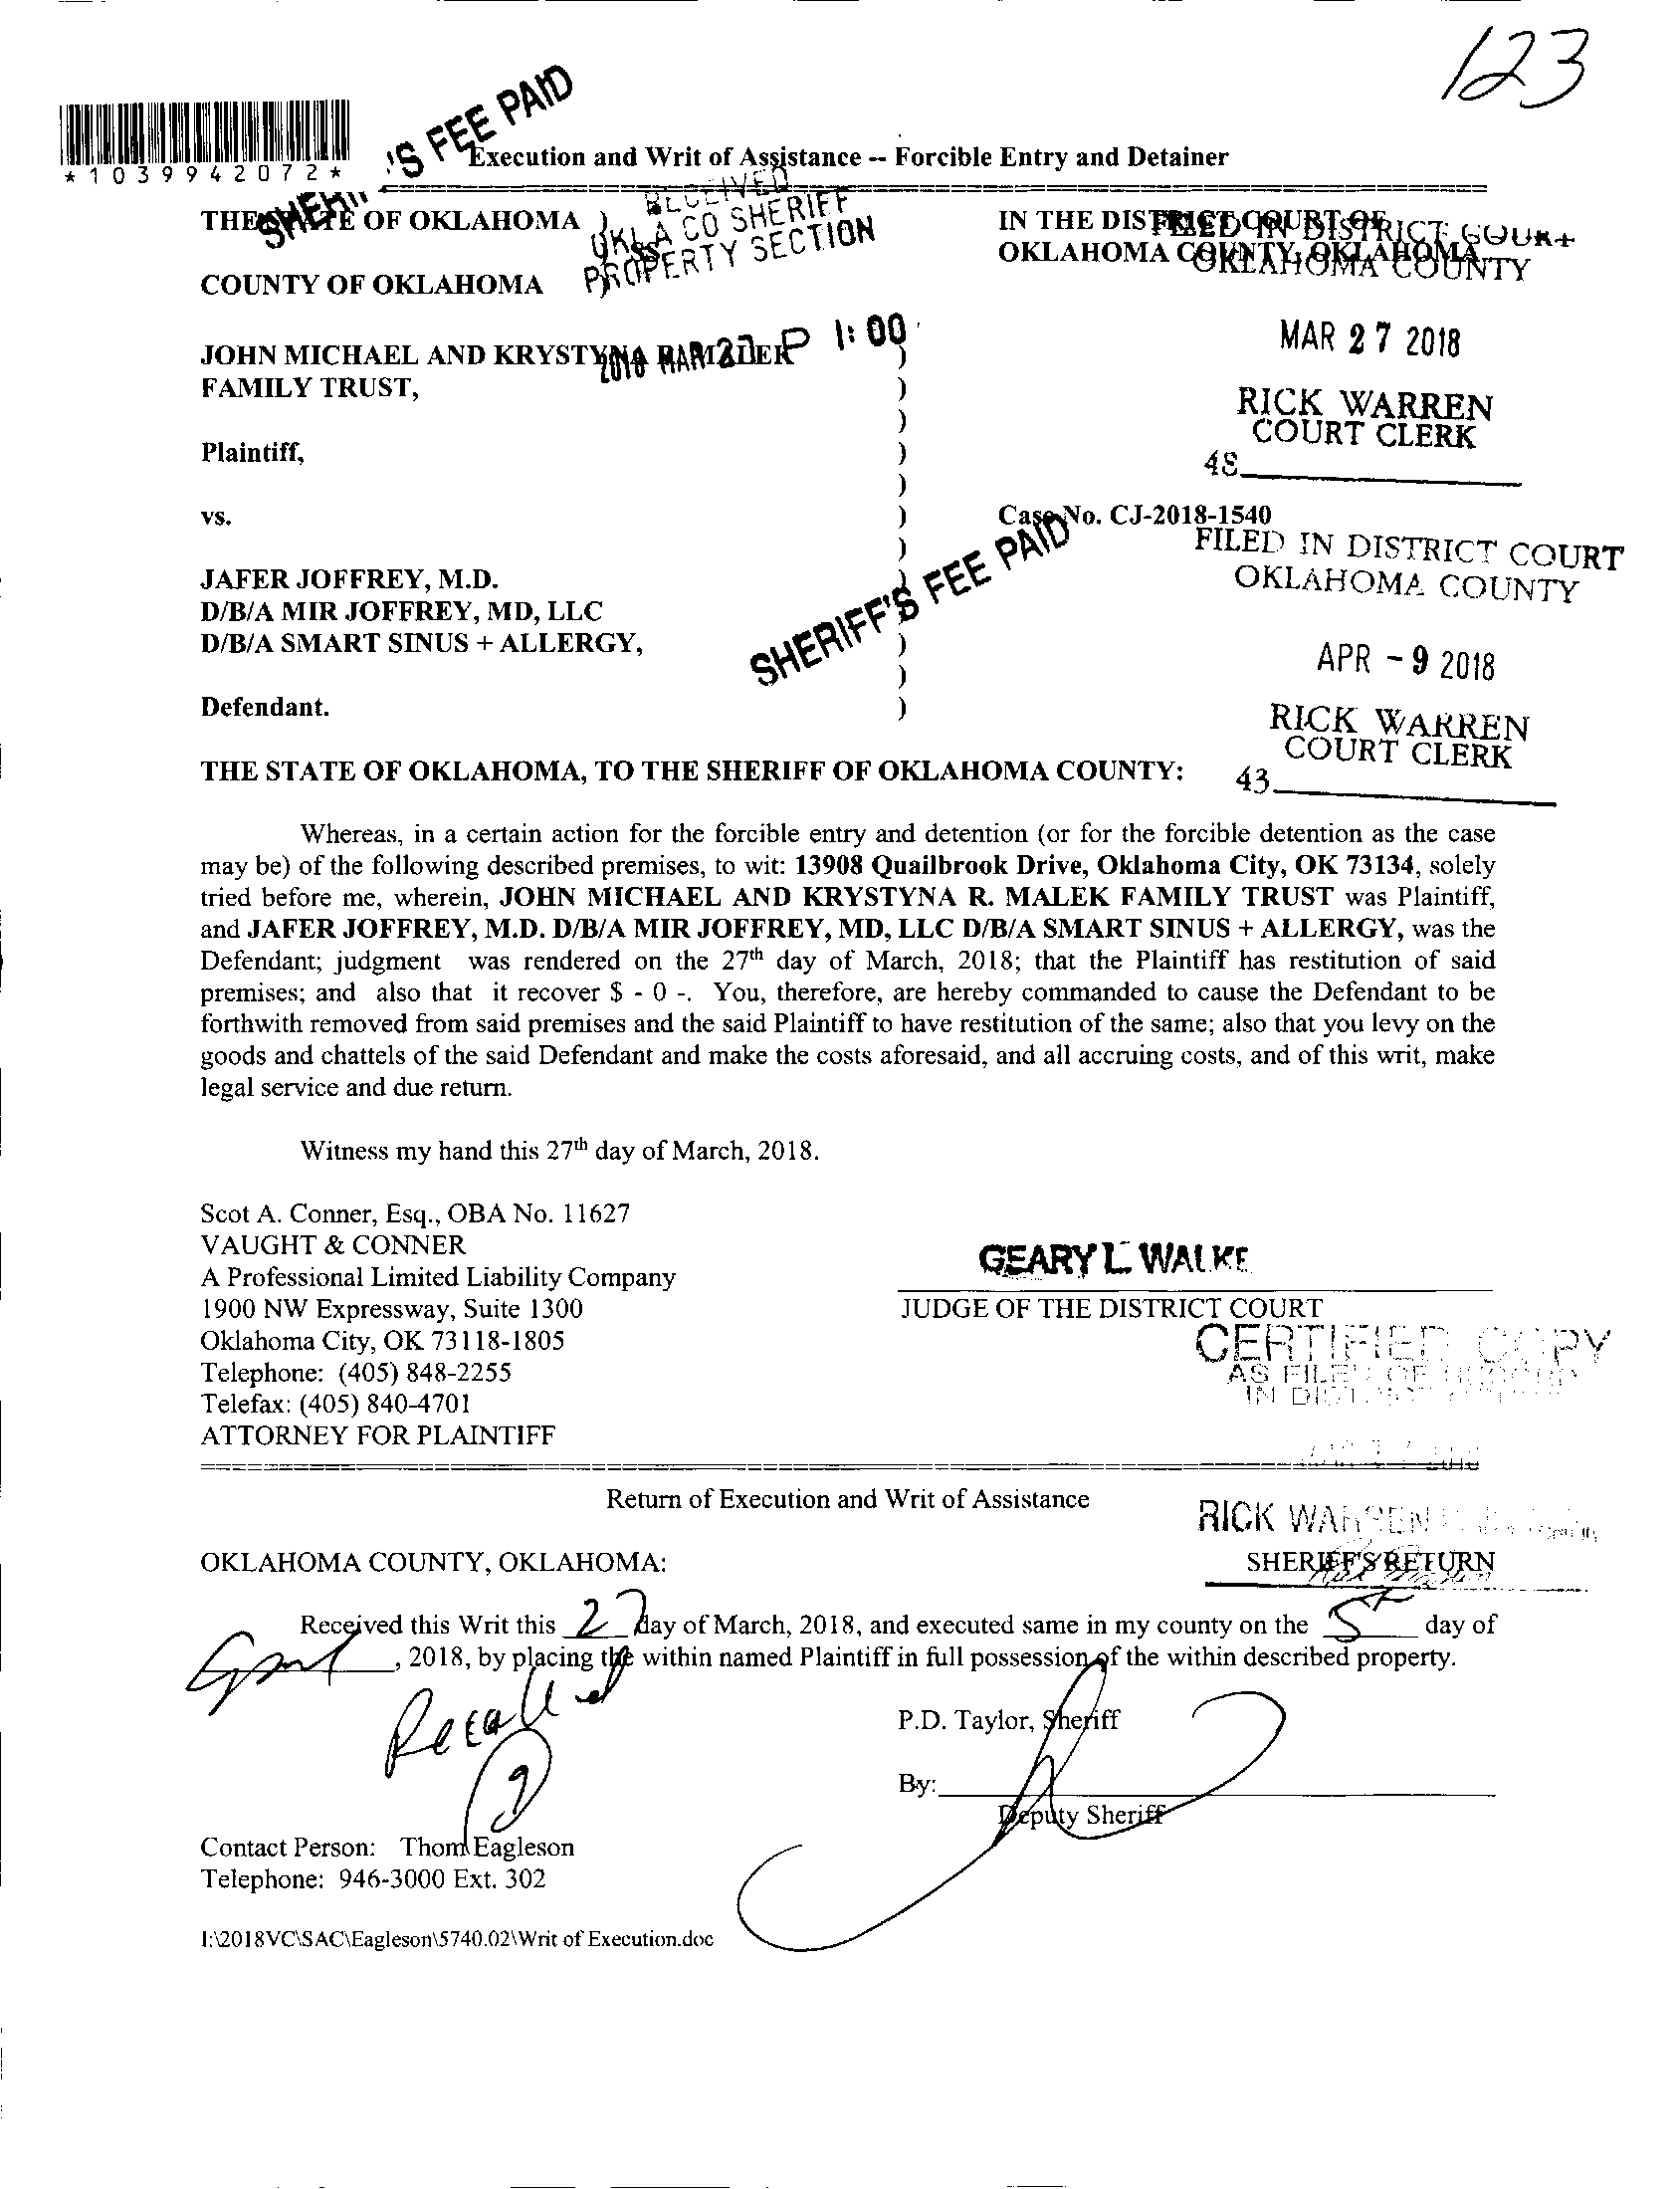 123
*1039942072*
'S FEE PAID
Execution and Writ of Assistance -- Forcible Entry and Detainer
RECEIVED
OKLA CO SHERIFF
PROPERTY SECTION
THE STATE OF OKLAHOMA )
) SS
COUNTY OF OKLAHOMA )
IN THE DISTRICT COURT OF
OKLAHOMA COUNTY, OKLAHOMA
FILED IN DISTRICT COURT
OKLAHOMA COUNTY
MAR 27 2018
RICK WARREN
COURT CLERK
48
P 1:00
JOHN MICHAEL AND KRYSTYNA R. MALEK )
FAMILY TRUST, )
)
Plaintiff, )
)
vs. ) Case No. CJ-2018-1540
)
JAFER JOFFREY, M.D. )
D/B/A MIR JOFFREY, MD, LLC )
D/B/A SMART SINUS + ALLERGY, )
)
Defendant. )
SHERIFF'S FEE PAID
FILED IN DISTRICT COURT
OKLAHOMA COUNTY
APR - 9 2018
RICK WARREN
COURT CLERK
43
THE STATE OF OKLAHOMA, TO THE SHERIFF OF OKLAHOMA COUNTY:
Whereas, in a certain action for the forcible entry and detention (or for the forcible detention as the case
may be) of the following described premises, to wit: 13908 Quailbrook Drive, Oklahoma City, OK 73134, solely
tried before me, wherein, JOHN MICHAEL AND KRYSTYNA R. MALEK FAMILY TRUST was Plaintiff,
and JAFER JOFFREY, M.D. D/B/A MIR JOFFREY, MD, LLC D/B/A SMART SINUS + ALLERGY, was the
Defendant; judgment was rendered on the 27th day of March, 2018; that the Plaintiff has restitution of said
premises; and also that it recover $ - 0 -. You, therefore, are hereby commanded to cause the Defendant to be
forthwith removed from said premises and the said Plaintiff to have restitution of the same; also that you levy on the
goods and chattels of the said Defendant and make the costs aforesaid, and all accruing costs, and of this writ, make
legal service and due return.
Witness my hand this 27th day of March, 2018.
Scot A. Conner, Esq., OBA No. 11627
VAUGHT & CONNER
A Professional Limited Liability Company
1900 NW Expressway, Suite 1300
Oklahoma City, OK 73118-1805
Telephone: (405) 848-2255
Telefax: (405) 840-4701
ATTORNEY FOR PLAINTIFF
GEARY L. WALKE
JUDGE OF THE DISTRICT COURT
CERTIFIED COPY
AS FILED OF RECORD
IN DISTRICT
RICK WARREN
Return of Execution and Writ of Assistance
OKLAHOMA COUNTY, OKLAHOMA:
SHERIFF'S RETURN
Received this Writ this 27 day of March, 2018, and executed same in my county on the 5th day of
, 2018, by placing the within named Plaintiff in full possession of the within described property.
Recalled
P.D. Taylor, Sheriff
By:
Deputy Sheriff
Contact Person: Thom Eagleson
Telephone: 946-3000 Ext. 302
I:\2018VC\SAC\Eagleson\5740.02\Writ of Execution.doc